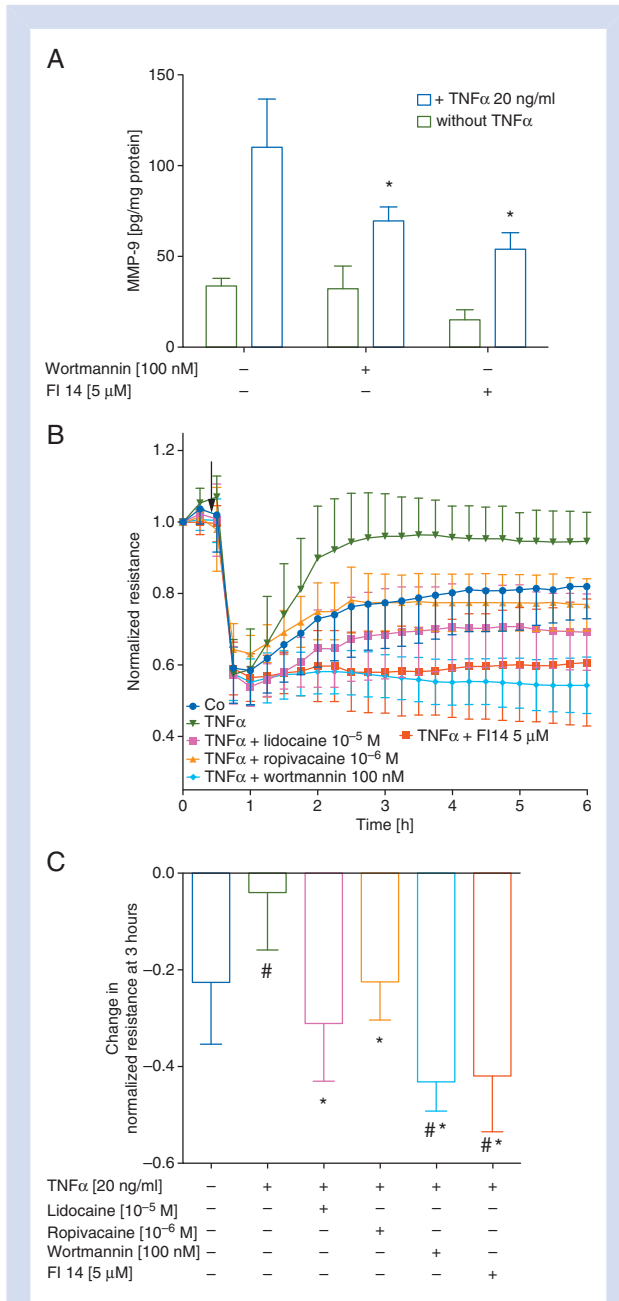 A
150
100
50
0
MMP-9 [pg/mg protein]
+ TNFα 20 ng/ml
without TNFα
*
*
Wortmannin [100 nM] – + –
FI 14 [5 μM] – – +
B
1.2
1.0
0.8
0.6
0.4
Normalized resistance
Co
TNFα
TNFα + lidocaine 10⁻⁵ M
TNFα + FI14 5 μM
TNFα + ropivacaine 10⁻⁶ M
TNFα + wortmannin 100 nM
0 1 2 3 4 5 6
Time [h]
C
0.0
–0.2
–0.4
–0.6
Change in
normalized resistance at 3 hours
#
*
*
# *
# *
TNFα [20 ng/ml] – + + + + +
Lidocaine [10⁻⁵ M] – – + – – –
Ropivacaine [10⁻⁶ M] – – – + – –
Wortmannin [100 nM] – – – – + –
FI 14 [5 μM] – – – – – +